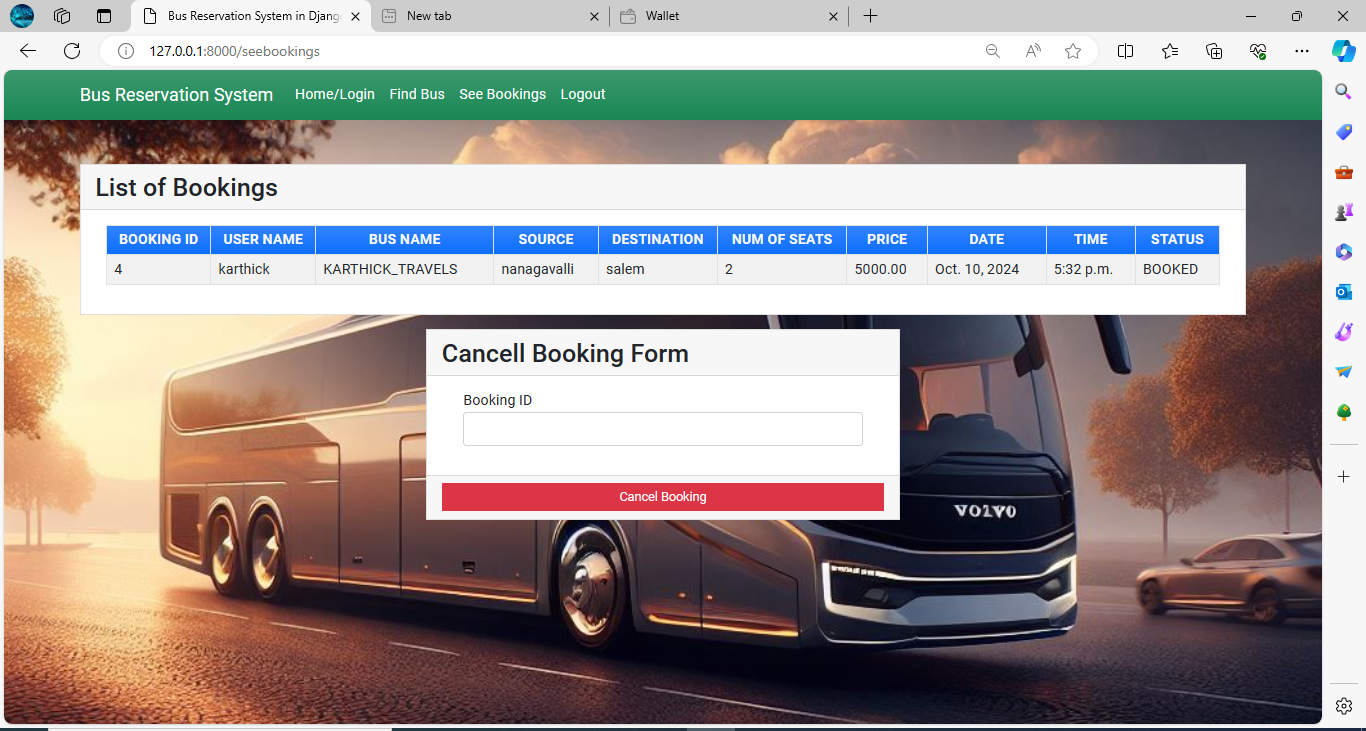 Bus Reservation System in Djang
New tab
Wallet
127.0.0.1:8000/seebookings
Bus Reservation System Home/Login Find Bus See Bookings Logout
List of Bookings
BOOKING ID USER NAME BUS NAME SOURCE DESTINATION NUM OF SEATS PRICE DATE TIME STATUS
4 karthick KARTHICK_TRAVELS nanagavalli salem 2 5000.00 Oct. 10, 2024 5:32 p.m. BOOKED
Cancell Booking Form
Booking ID
Cancel Booking
VOLVO